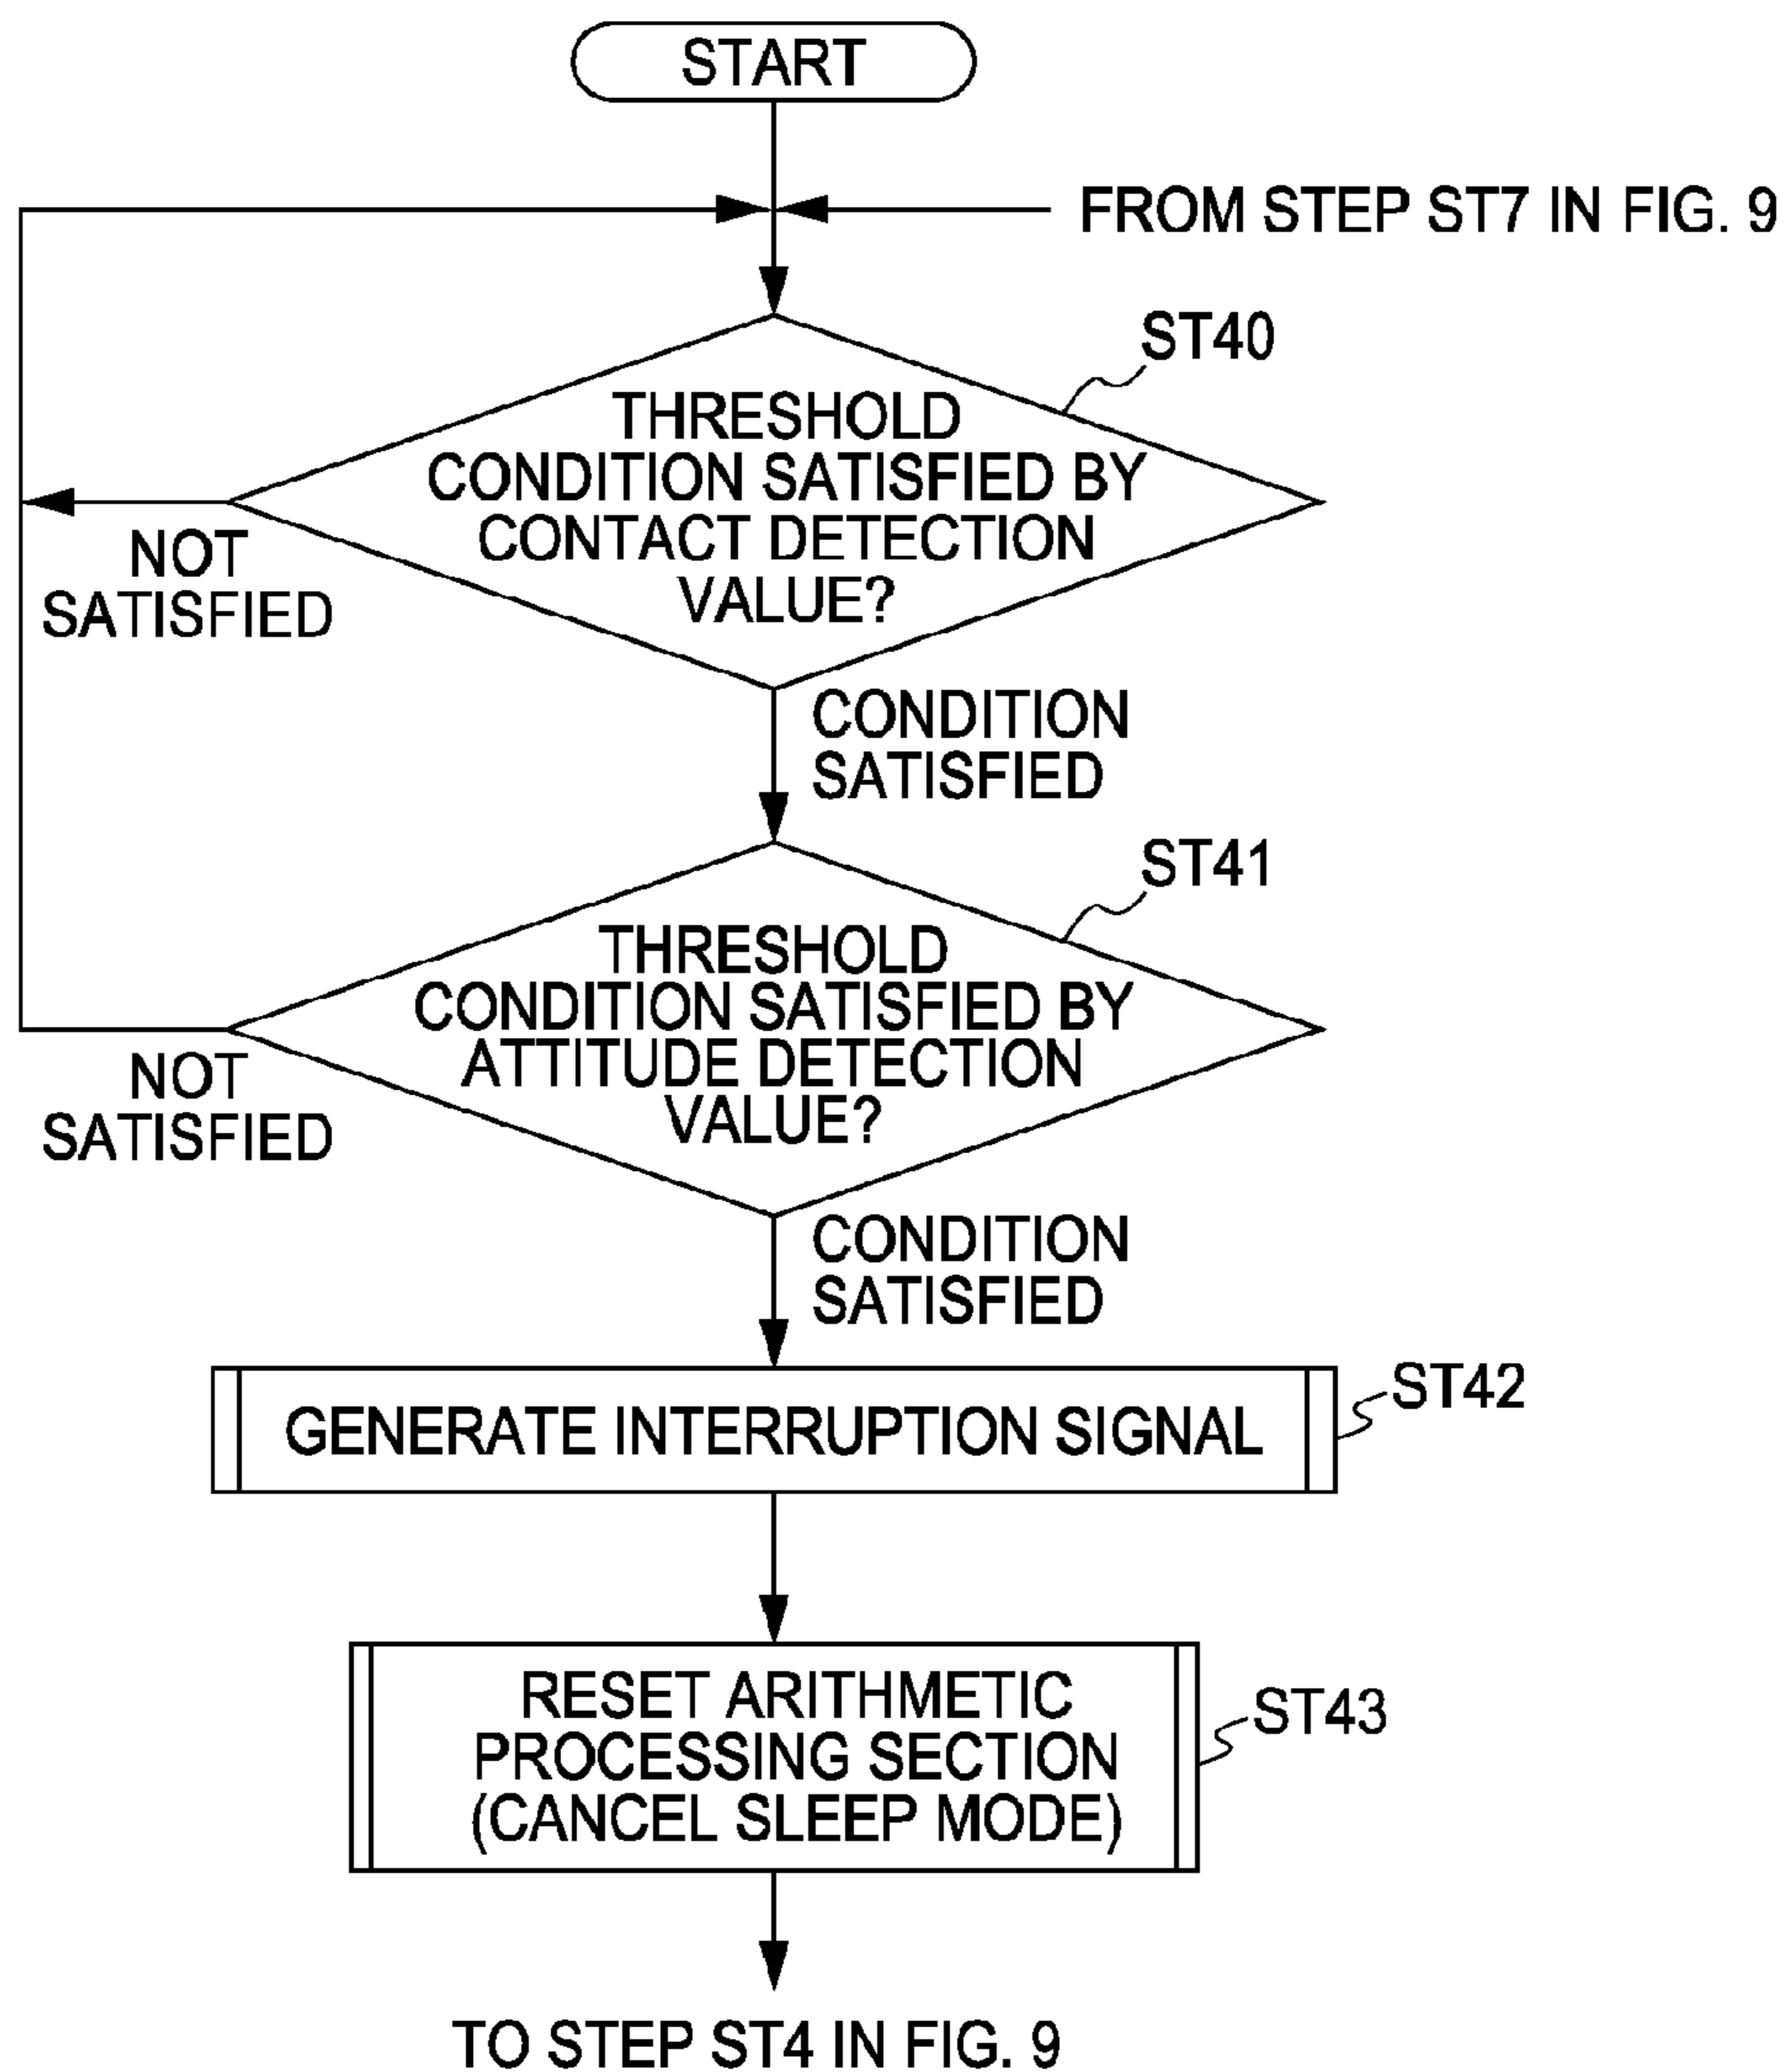 START
FROM STEP ST7 IN FIG. 9
ST40
THRESHOLD
CONDITION SATISFIED BY
CONTACT DETECTION
VALUE?
NOT
SATISFIED
CONDITION
SATISFIED
ST41
THRESHOLD
CONDITION SATISFIED BY
ATTITUDE DETECTION
VALUE?
NOT
SATISFIED
CONDITION
SATISFIED
ST42
GENERATE INTERRUPTION SIGNAL
RESET ARITHMETIC
PROCESSING SECTION
(CANCEL SLEEP MODE)
ST43
TO STEP ST4 IN FIG. 9